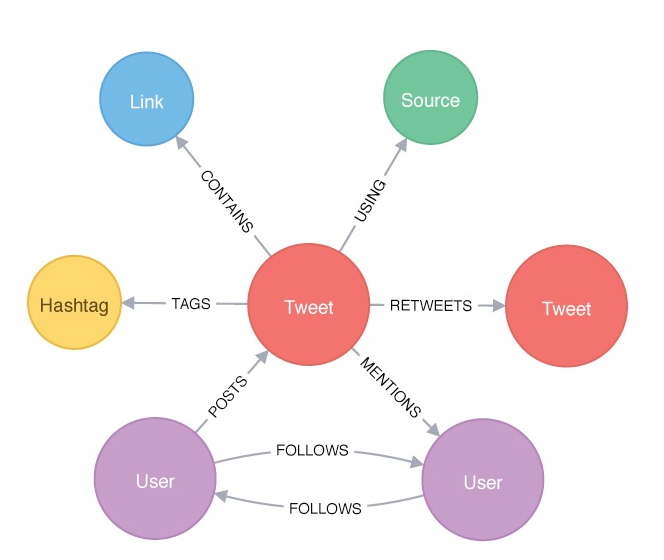 Link
Source
CONTAINS
USING
Hashtag
TAGS
Tweet
RETWEETS
Tweet
POSTS
MENTIONS
User
FOLLOWS
User
FOLLOWS